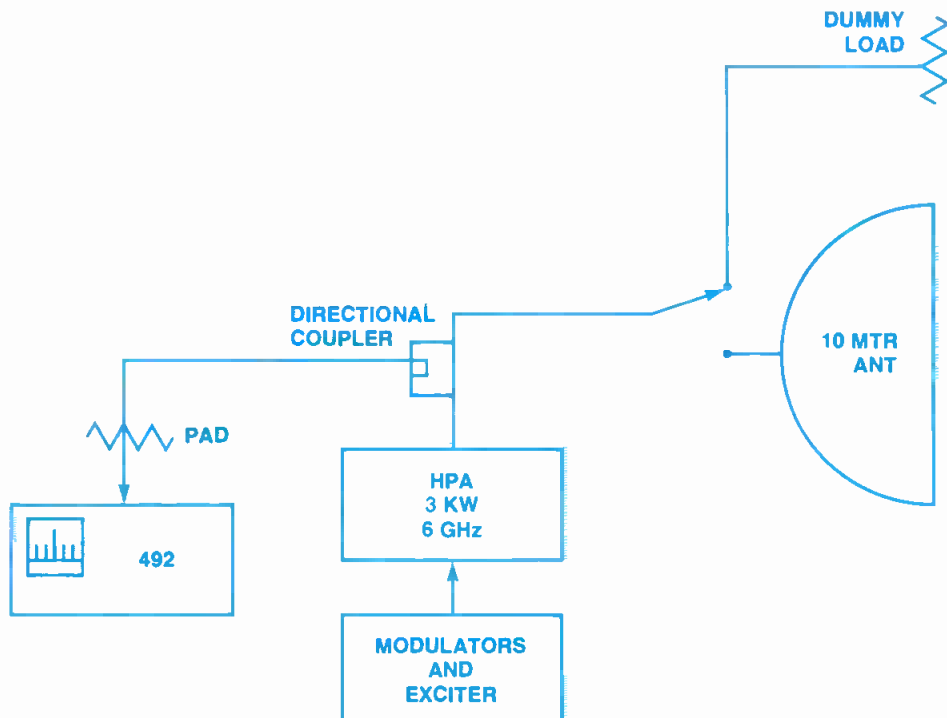 DUMMY
LOAD
DIRECTIONAL
COUPLER
10 MTR
ANT
PAD
HPA
3 KW
6 GHz
492
MODULATORS
AND
EXCITER